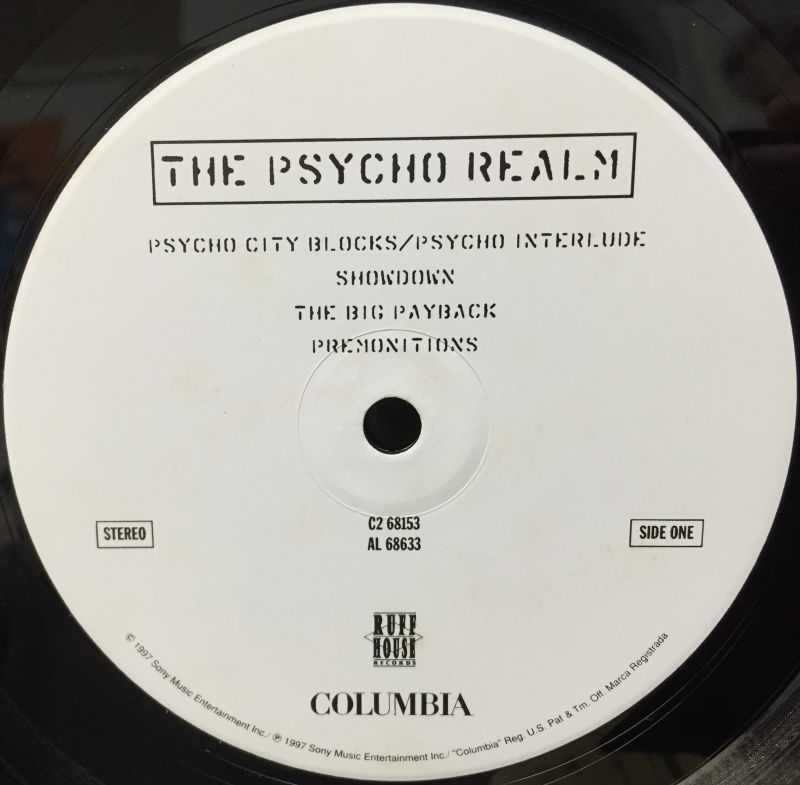 THE PSYCHO REALM
PSYCHO CITY BLOCKS/PSYCHO INTERLUDE
SHOWDOWN
THE BIG PAYBACK
PREMONITIONS
STEREO
C2 68153
AL 68633
SIDE ONE
RUFF
HOUSE
RECORDS
COLUMBIA
© 1997 Sony Music Entertainment Inc./ ℗ 1997 Sony Music Entertainment Inc./ "Columbia" Reg. U.S. Pat & Tm. Off. Marca Registrada